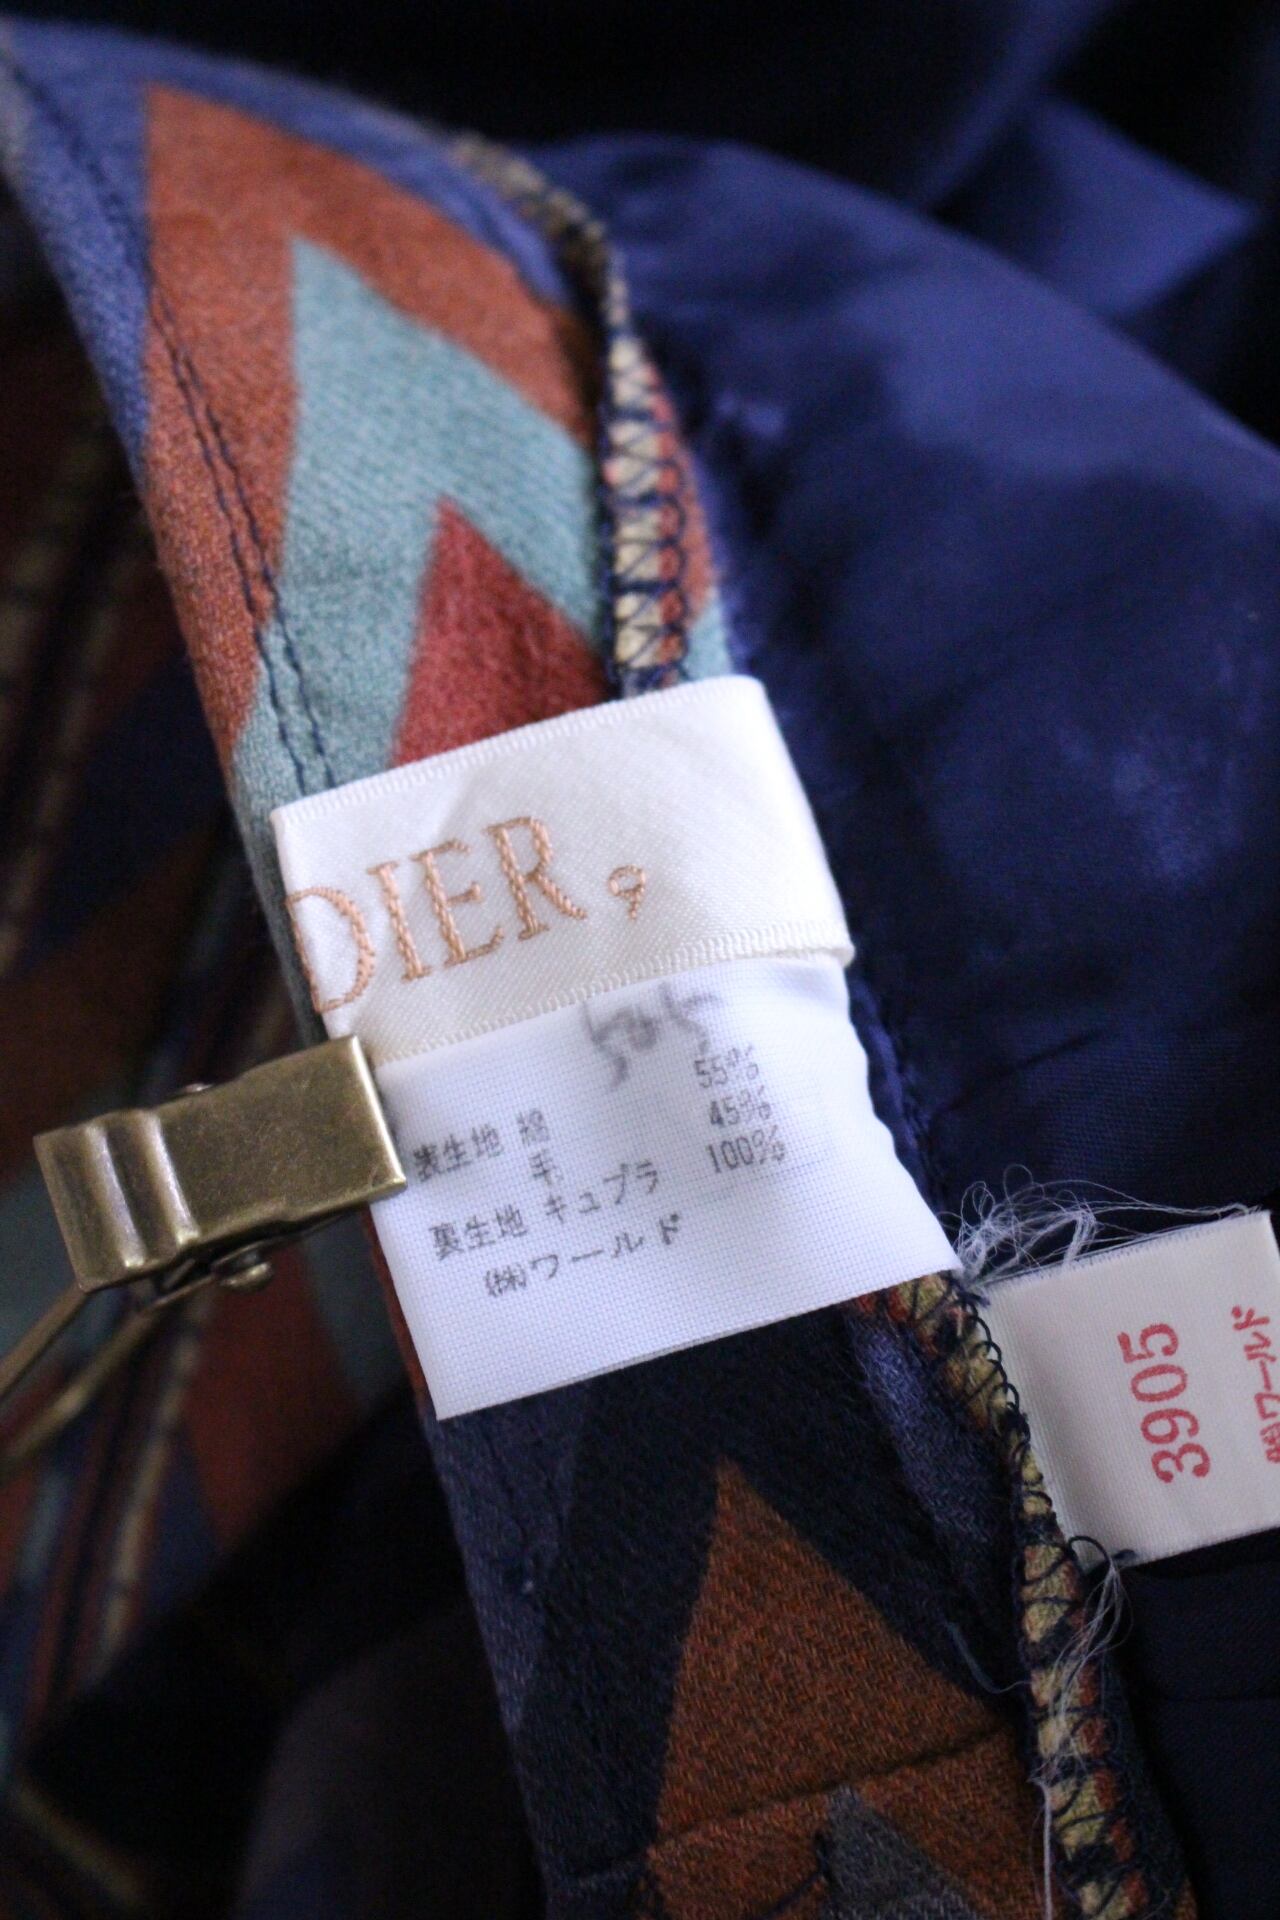 DIER,
9
505
55%
表生地 綿 45%
毛 100%
裏生地 キュプラ
(株)ワールド
3905
(株)ワールド